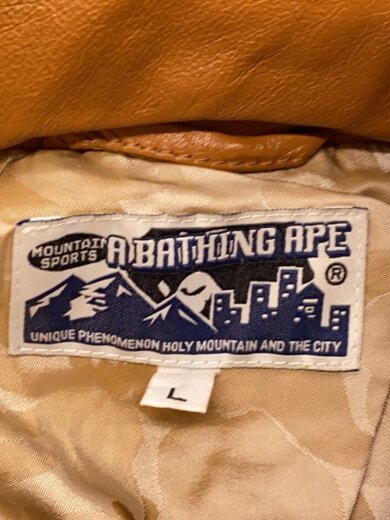 MOUNTAIN
SPORTS
A BATHING APE
®
UNIQUE PHENOMENON HOLY MOUNTAIN AND THE CITY
L